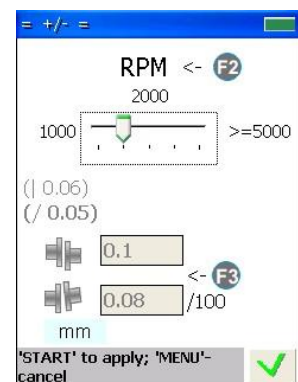 = +/- =
RPM <- F2
2000
1000 >=5000
(| 0.06)
(/ 0.05)
0.1
<- F3
0.08 /100
mm
'START' to apply; 'MENU'-
cancel